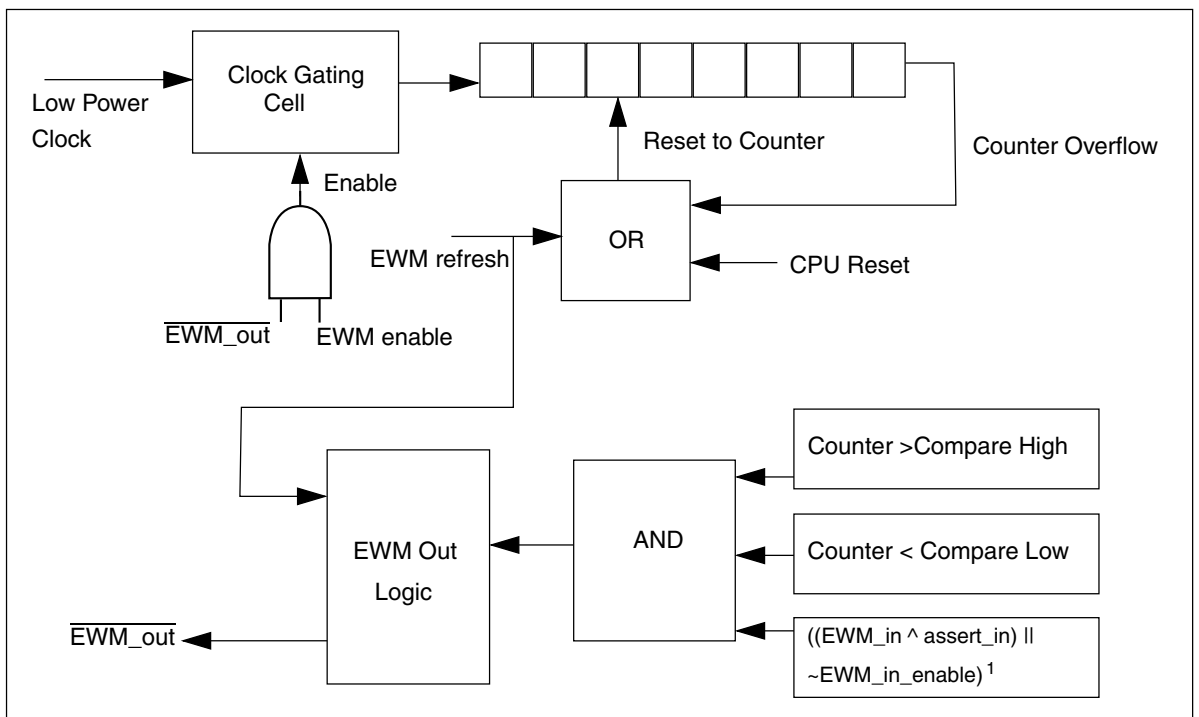 Clock Gating
Cell
Low Power
Clock
Reset to Counter
Counter Overflow
Enable
OR
EWM refresh
CPU Reset
EWM_out
EWM enable
Counter >Compare High
EWM Out
Logic
AND
Counter < Compare Low
EWM_out
((EWM_in ^ assert_in) ||
~EWM_in_enable) 1